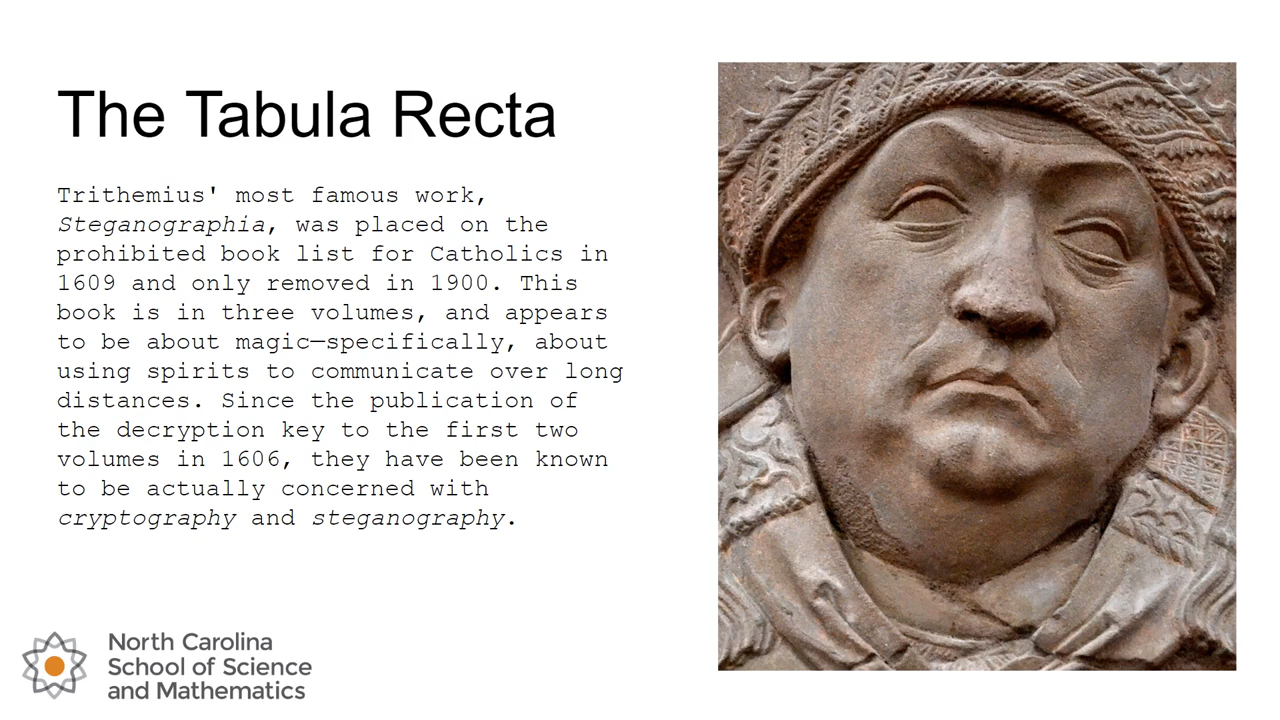 The Tabula Recta
Trithemius' most famous work,
Steganographia, was placed on the
prohibited book list for Catholics in
1609 and only removed in 1900. This
book is in three volumes, and appears
to be about magic—specifically, about
using spirits to communicate over long
distances. Since the publication of
the decryption key to the first two
volumes in 1606, they have been known
to be actually concerned with
cryptography and steganography.
North Carolina
School of Science
and Mathematics